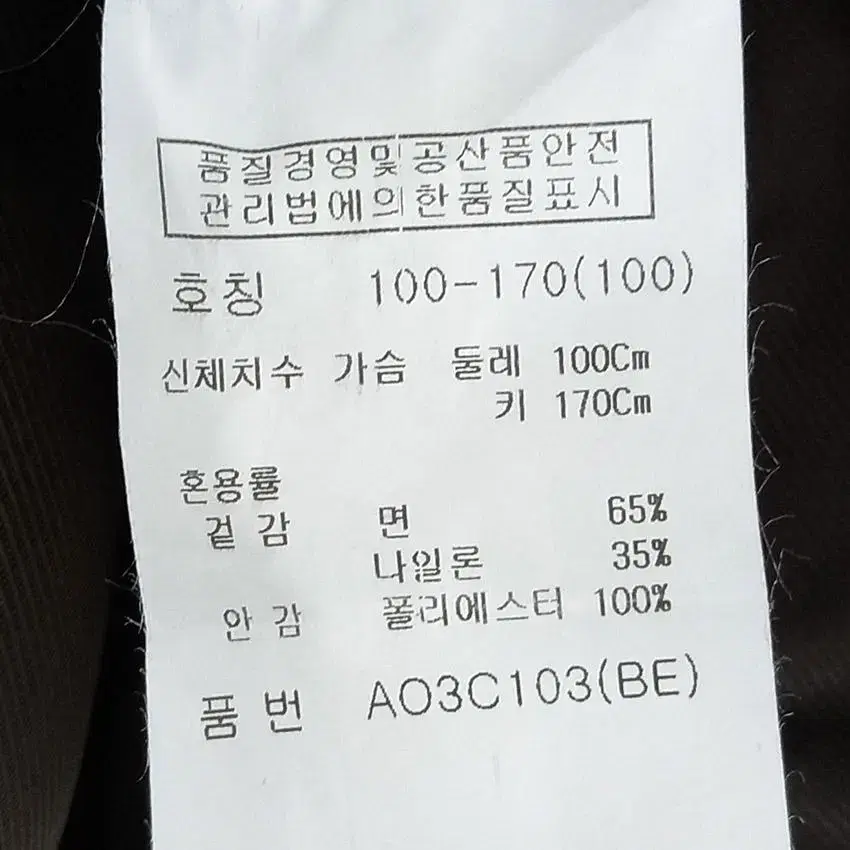 품질경영및공산품안전
관리법에의한품질표시
호칭 100-170(100)
신체치수 가슴 둘레 100Cm
키 170Cm
혼용률
겉감 면 65%
나일론 35%
안감 폴리에스터 100%
품번 AO3C103(BE)